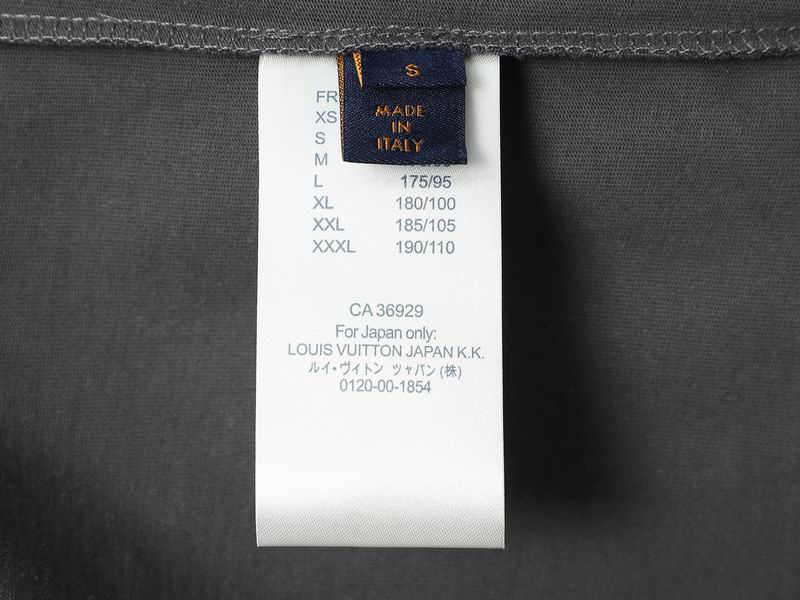 S
MADE
IN
ITALY
FR
XS
S
M
L 175/95
XL 180/100
XXL 185/105
XXXL 190/110
CA 36929
For Japan only:
LOUIS VUITTON JAPAN K.K.
ルイ・ヴィトン ツャパン (株)
0120-00-1854